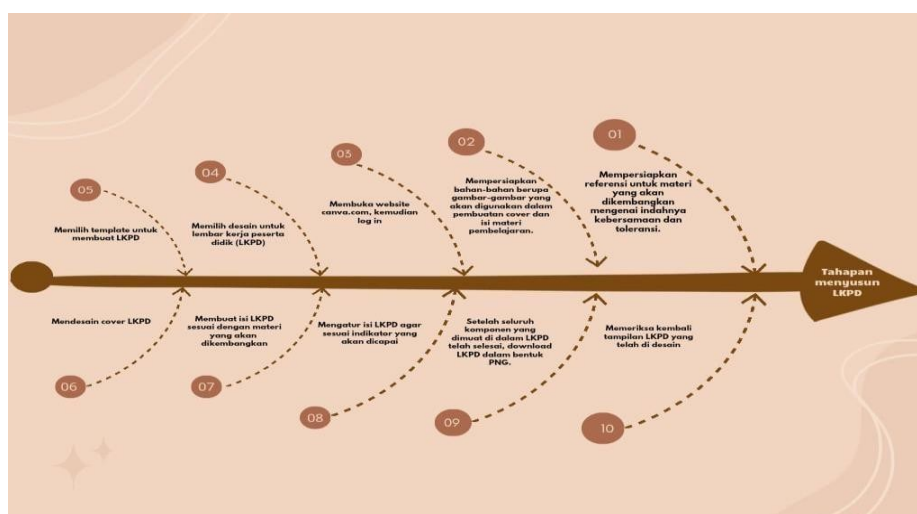 01
Mempersiapkan
referensi untuk materi
yang akan
dikembangkan
mengenai indahnya
kebersamaan dan
toleransi.
02
Mempersiapkan
bahan-bahan berupa
gambar-gambar yang
akan digunakan dalam
pembuatan cover dan
isi materi
pembelajaran.
03
Membuka website
canva.com, kemudian
log in
04
Memilih desain untuk
lembar kerja peserta
didik (LKPD)
05
Memilih template untuk
membuat LKPD
Tahapan
menyusun
LKPD
Mendesain cover LKPD
06
Membuat isi LKPD
sesuai dengan materi
yang akan
dikembangkan
07
Mengatur isi LKPD agar
sesuai indikator yang
akan dicapai
08
Setelah seluruh
kompanen yang
dimuat di dalam LKPD
telah selesai, download
LKPD dalam bentuk
PNG.
09
Memeriksa kembali
tampilan LKPD yang
telah di desain
10